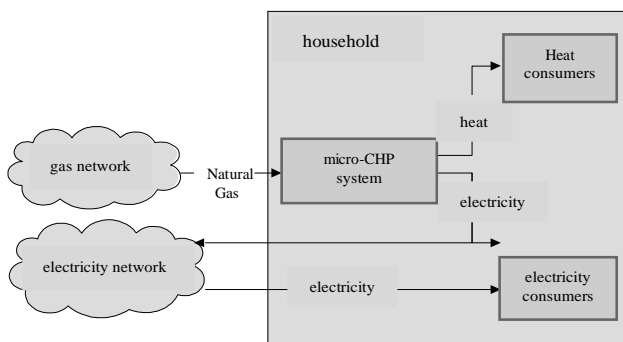 household
Heat
consumers
heat
gas network
Natural
Gas
micro-CHP
system
electricity
electricity network
electricity
electricity
consumers